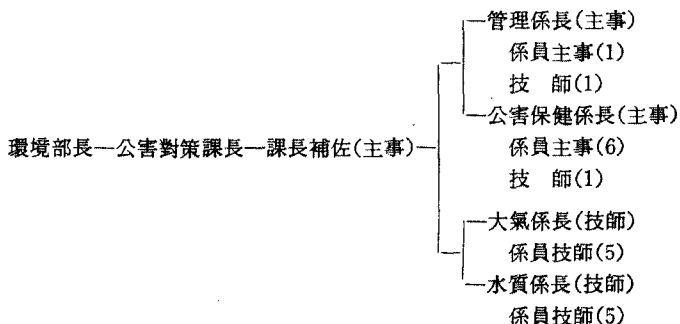 管理係長(主事)
係員主事(1)
技 師(1)
公害保健係長(主事)
環境部長—公害對策課長—課長補佐(主事)
係員主事(6)
技 師(1)
大氣係長(技師)
係員技師(5)
水質係長(技師)
係員技師(5)